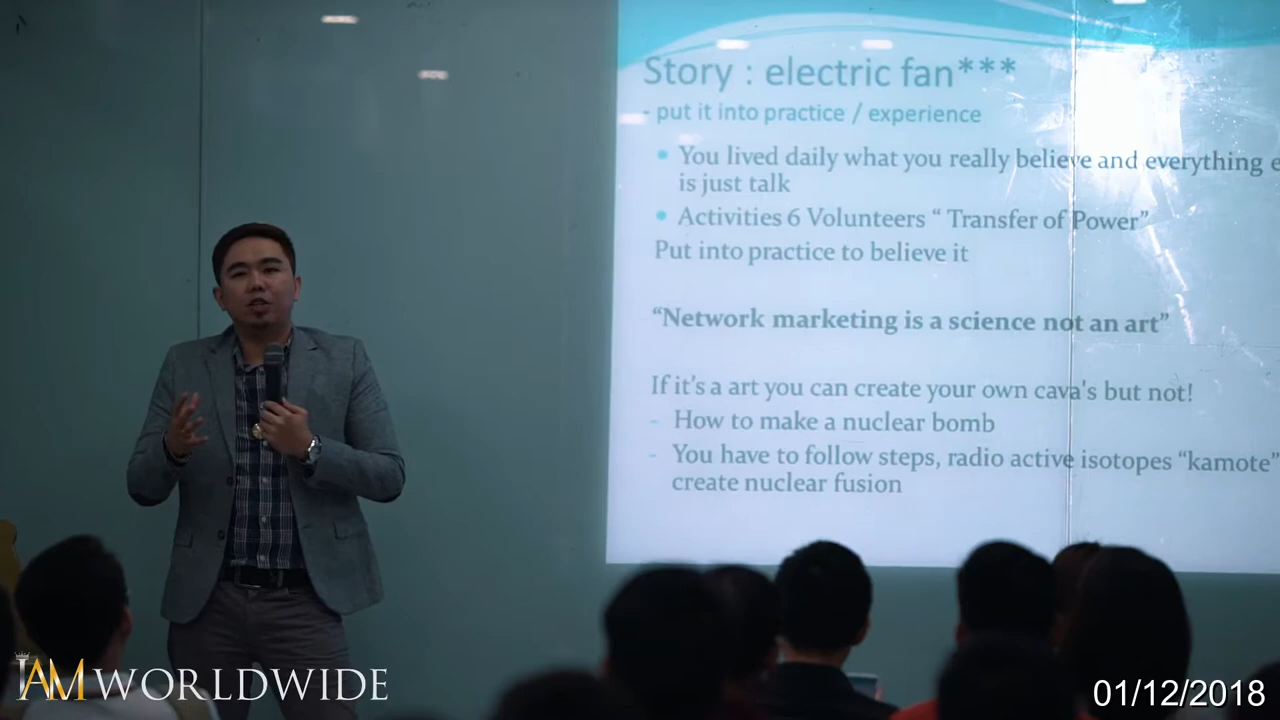 Story : electric fan***
- put it into practice / experience
• You lived daily what you really believe and everything
is just talk
• Activities 6 Volunteers “ Transfer of Power”
Put into practice to believe it
“Network marketing is a science not an art”
If it's a art you can create your own cava's but not!
- How to make a nuclear bomb
- You have to follow steps, radio active isotopes “kamote”
create nuclear fusion
IAM WORLDWIDE
01/12/2018